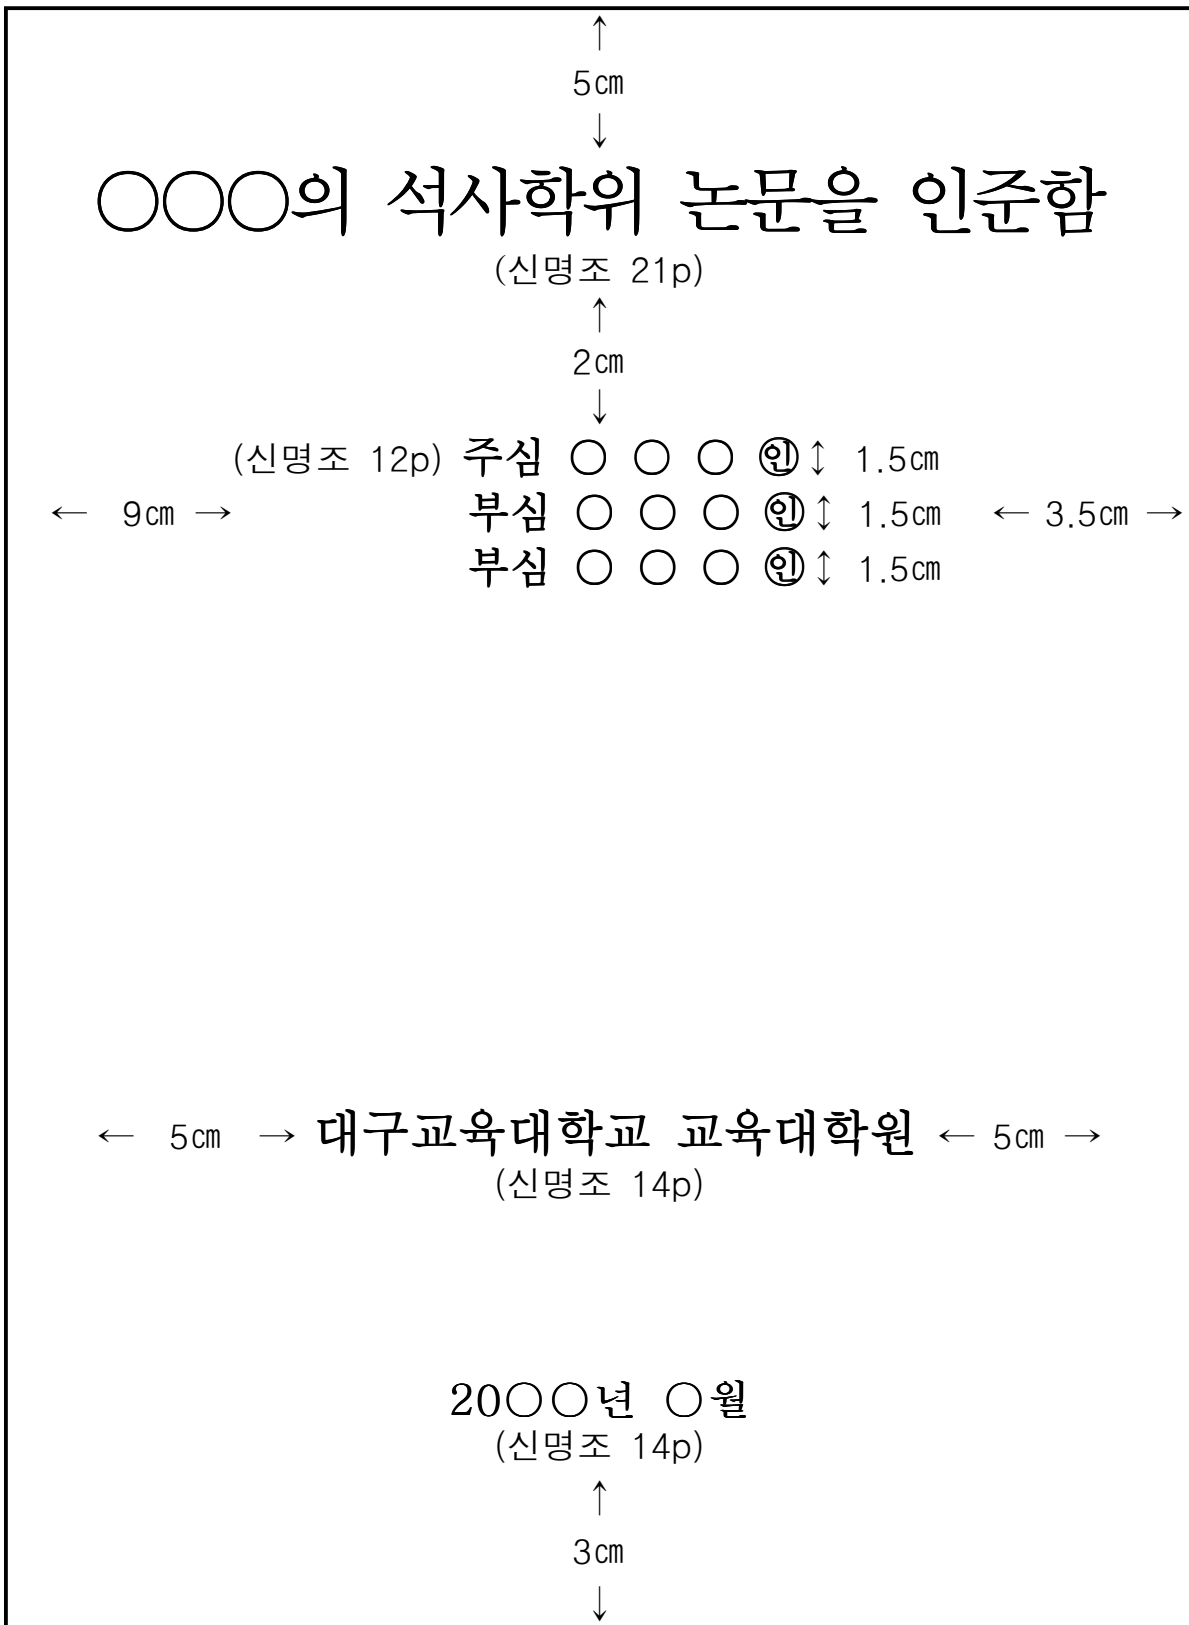 ↑
5㎝
↓
○○○의 석사학위 논문을 인준함
(신명조 21p)
↑
2㎝
↓
(신명조 12p) 주심 ○ ○ ○ ㊞ ↕ 1.5㎝
← 9㎝ → 부심 ○ ○ ○ ㊞ ↕ 1.5㎝ ← 3.5㎝ →
부심 ○ ○ ○ ㊞ ↕ 1.5㎝
← 5㎝ → 대구교육대학교 교육대학원 ← 5㎝ →
(신명조 14p)
20○○년 ○월
(신명조 14p)
↑
3㎝
↓